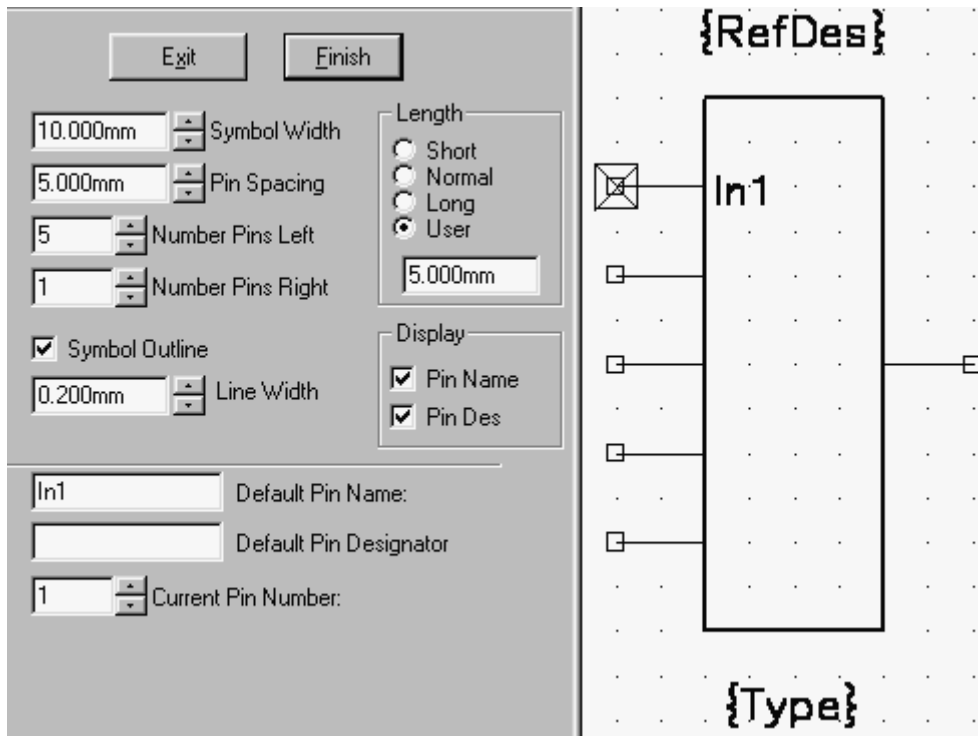 Exit Finish
10.000mm Symbol Width
5.000mm Pin Spacing
5 Number Pins Left
1 Number Pins Right
Symbol Outline
0.200mm Line Width
Length
Short
Normal
Long
User
5.000mm
Display
Pin Name
Pin Des
In1 Default Pin Name:
Default Pin Designator
1 Current Pin Number:
{RefDes}
In1
{Type}